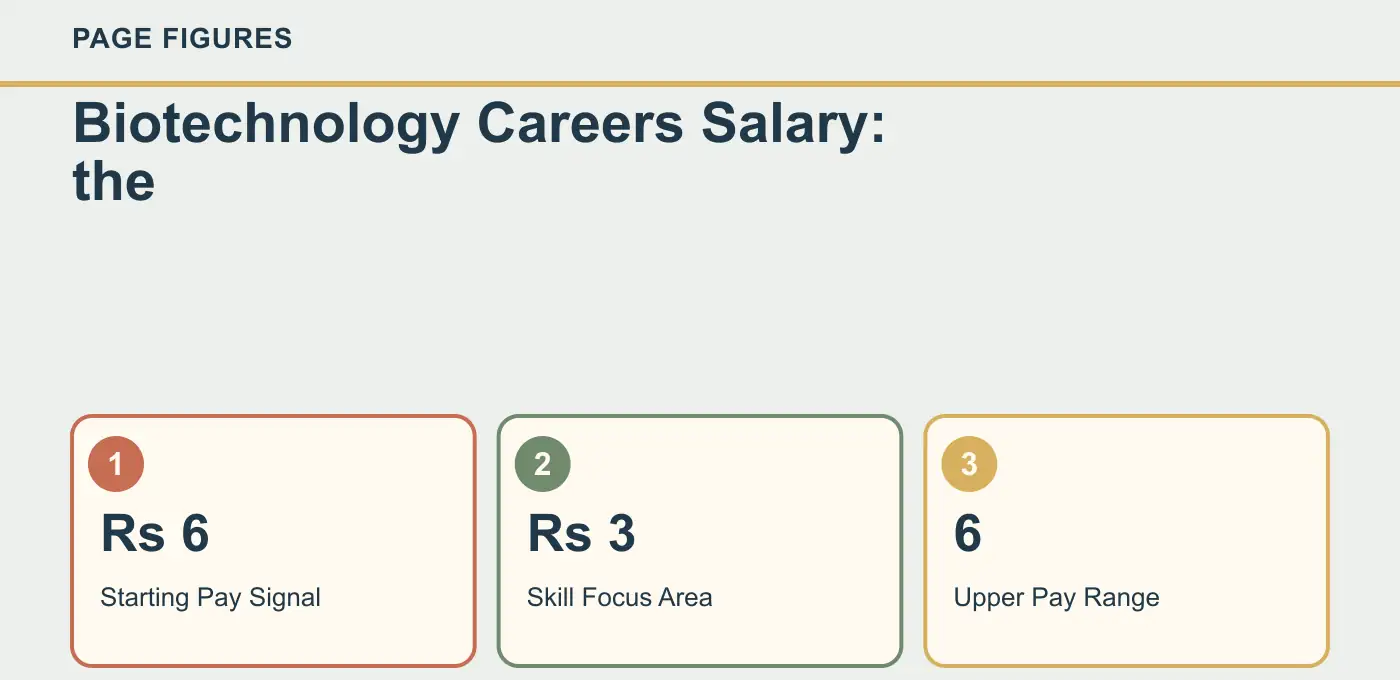 PAGE FIGURES
Biotechnology Careers Salary:
the
1
Rs 6
Starting Pay Signal
2
Rs 3
Skill Focus Area
3
6
Upper Pay Range